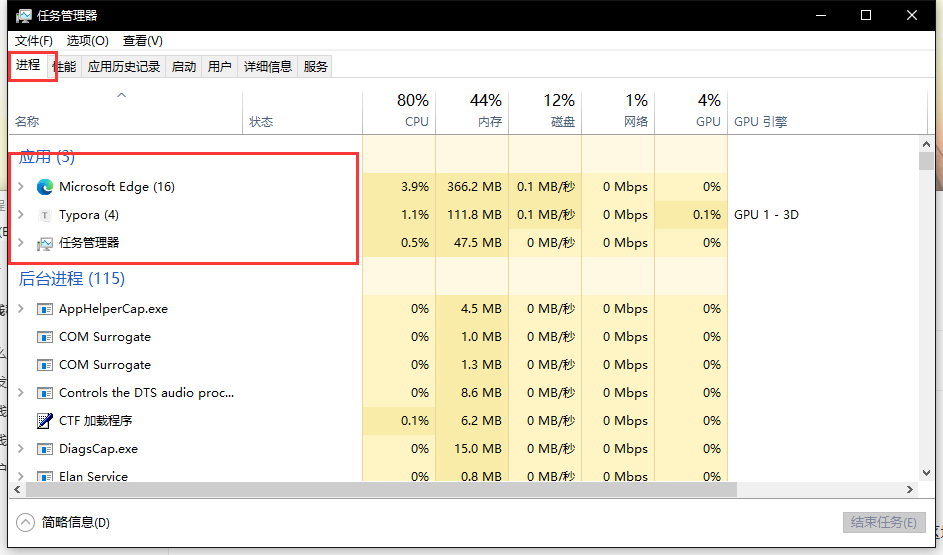 任务管理器
文件(F) 选项(O) 查看(V)
进程 性能 应用历史记录 启动 用户 详细信息 服务
80% 44% 12% 1% 4%
名称 状态 CPU 内存 磁盘 网络 GPU GPU 引擎
应用 (3)
Microsoft Edge (16) 3.9% 366.2 MB 0.1 MB/秒 0 Mbps 0%
Typora (4) 1.1% 111.8 MB 0.1 MB/秒 0 Mbps 0.1% GPU 1 - 3D
任务管理器 0.5% 47.5 MB 0 MB/秒 0 Mbps 0%
后台进程 (115)
AppHelperCap.exe 0% 4.5 MB 0 MB/秒 0 Mbps 0%
COM Surrogate 0% 1.0 MB 0 MB/秒 0 Mbps 0%
COM Surrogate 0% 1.3 MB 0 MB/秒 0 Mbps 0%
Controls the DTS audio proc... 0% 8.6 MB 0 MB/秒 0 Mbps 0%
CTF 加载程序 0.1% 6.2 MB 0 MB/秒 0 Mbps 0%
DiagsCap.exe 0% 15.0 MB 0 MB/秒 0 Mbps 0%
Elan Service 0% 0.8 MB 0 MB/秒 0 Mbps 0%
简略信息(D) 结束任务(E)